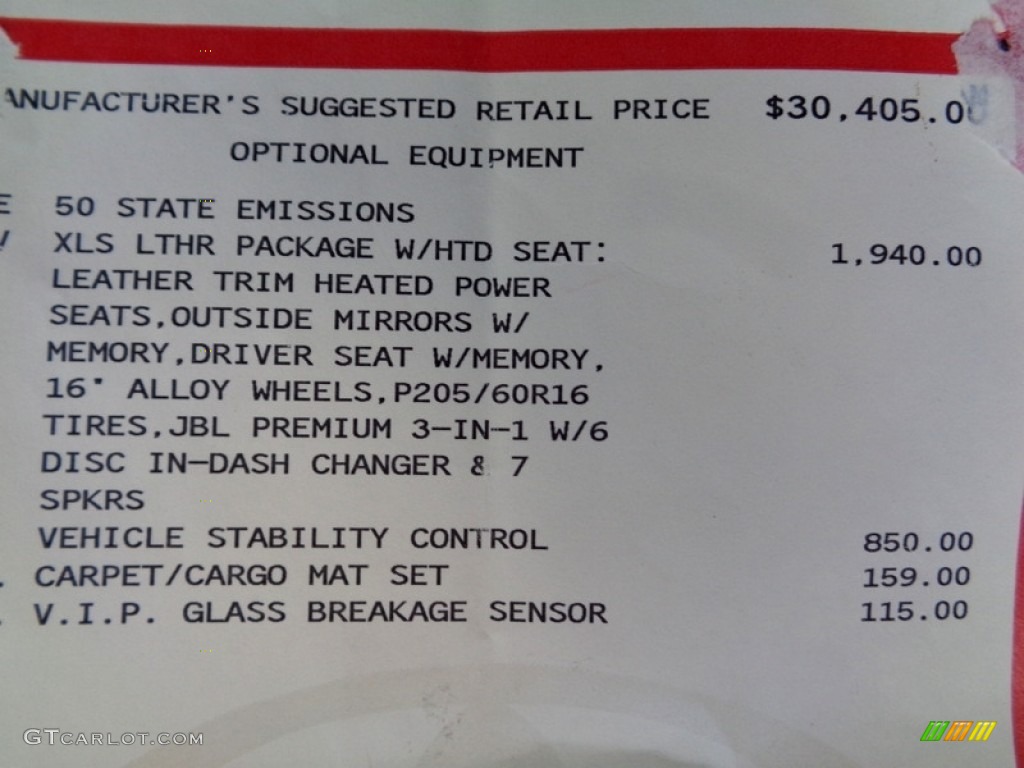 ANUFACTURER'S SUGGESTED RETAIL PRICE $30,405.00
OPTIONAL EQUIPMENT
E 50 STATE EMISSIONS
XLS LTHR PACKAGE W/HTD SEAT: 1,940.00
LEATHER TRIM HEATED POWER
SEATS,OUTSIDE MIRRORS W/
MEMORY,DRIVER SEAT W/MEMORY,
16" ALLOY WHEELS,P205/60R16
TIRES,JBL PREMIUM 3-IN-1 W/6
DISC IN-DASH CHANGER & 7
SPKRS
VEHICLE STABILITY CONTROL 850.00
CARPET/CARGO MAT SET 159.00
V.I.P. GLASS BREAKAGE SENSOR 115.00
GTCARLOT.COM